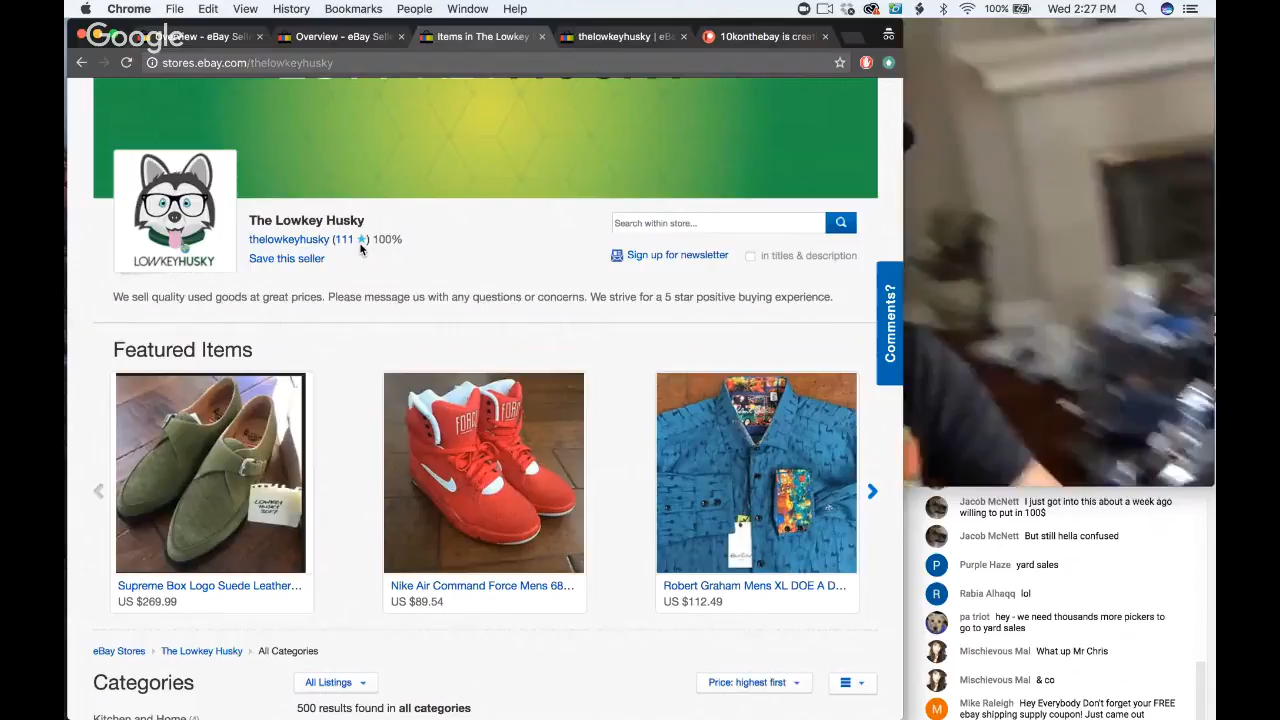 Chrome File Edit View History Bookmarks People Window Help 100% Wed 2:27 PM
Google
Overview - eBay Selle Overview - eBay Selle Items in The Lowkey thelowkeyhusky | eBa 10konthebay is creati
stores.ebay.com/thelowkeyhusky
LOWKEYHUSKY
The Lowkey Husky
thelowkeyhusky (111 ★) 100%
Save this seller
Search within store...
Sign up for newsletter in titles & description
Comments?
We sell quality used goods at great prices. Please message us with any questions or concerns. We strive for a 5 star positive buying experience.
Featured Items
FORCE
LOWKEY
HUSKY
Supreme Box Logo Suede Leather...
US $269.99
Nike Air Command Force Mens 68...
US $89.54
Robert Graham Mens XL DOE A D...
US $112.49
eBay Stores The Lowkey Husky All Categories
Categories
All Listings
Price: highest first
500 results found in all categories
Kitchen and Home (4)
Jacob McNett I just got into this about a week ago
willing to put in 100$
Jacob McNett But still hella confused
P Purple Haze yard sales
R Rabia Alhaqq lol
pa triot hey - we need thousands more pickers to
go to yard sales
Mischievous Mal What up Mr Chris
Mischievous Mal & co
M Mike Raleigh Hey Everybody Don't forget your FREE
ebay shipping supply coupon! Just came out